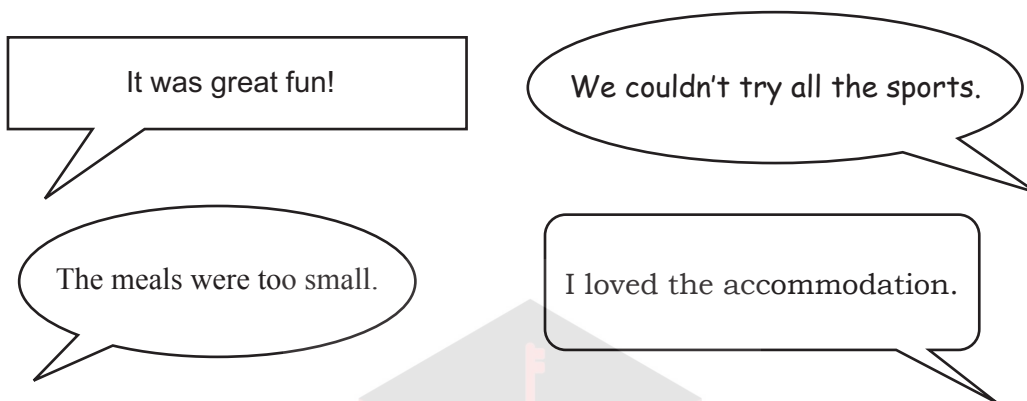 It was great fun!
We couldn't try all the sports.
The meals were too small.
I loved the accommodation.